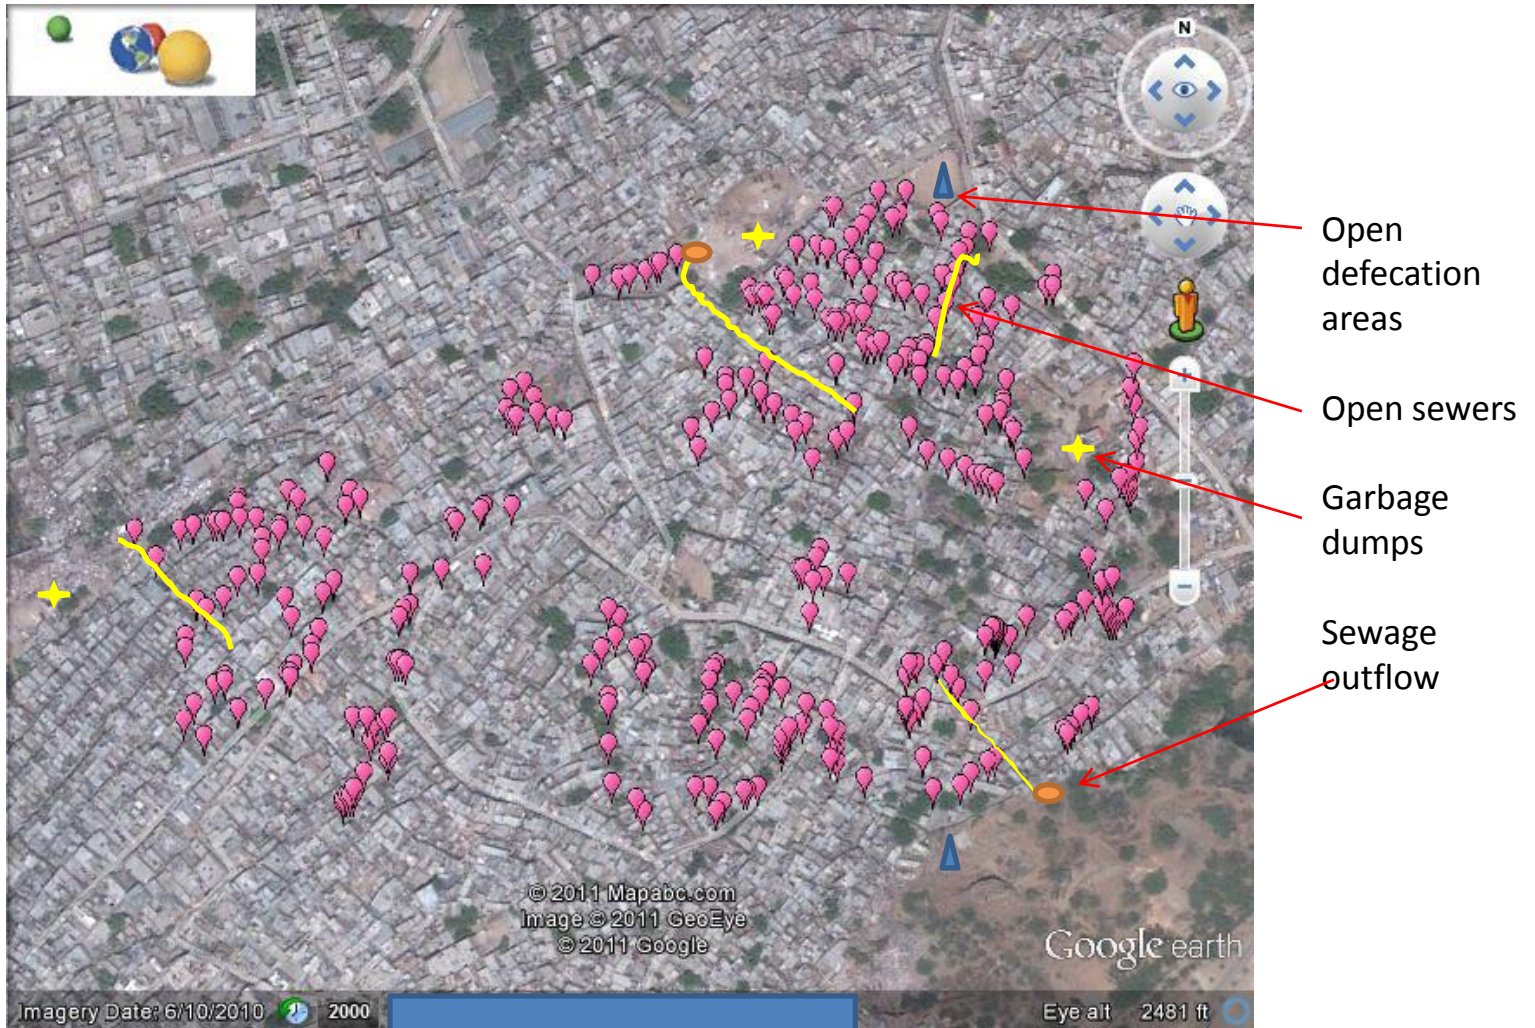 N
Open
defecation
areas
Open sewers
Garbage
dumps
Sewage
outflow
© 2011 Mapabc.com
Image © 2011 GeoEye
© 2011 Google
Google earth
Imagery Date: 6/10/2010 2000 Eye alt 2481 ft